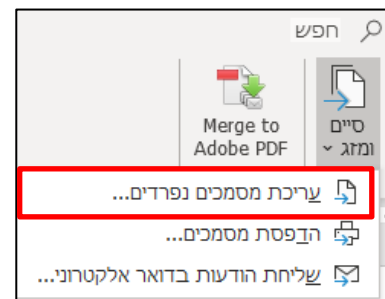 חפש
סיים
ומזג
Merge to
Adobe PDF
עריכת מסמכים נפרדים...
הדפסת מסמכים...
שליחת הודעות בדואר אלקטרוני...